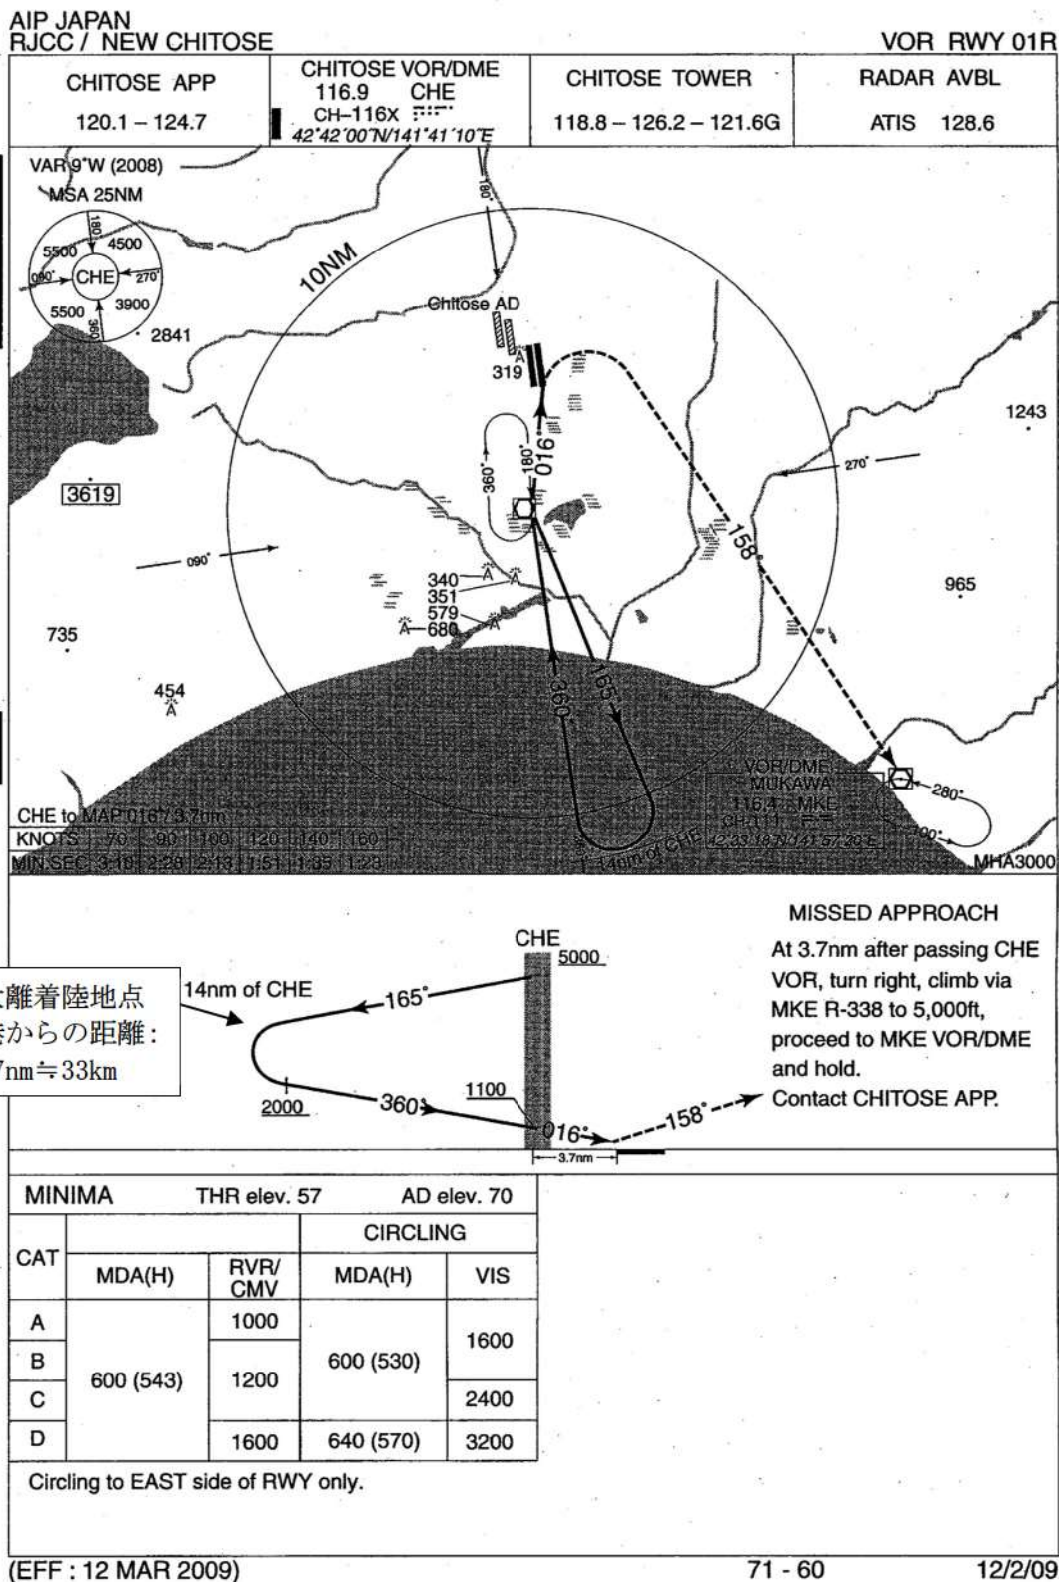 AIP JAPAN
RJCC / NEW CHITOSE
VOR RWY 01R
CHITOSE APP
120.1 – 124.7
CHITOSE VOR/DME
116.9 CHE
CH–116X
42°42´00˝N/141°41´10˝E
CHITOSE TOWER
118.8 – 126.2 – 121.6G
RADAR AVBL
ATIS 128.6
VAR 9°W (2008)
MSA 25NM
180°
5500
4500
090°
CHE
270°
5500
3900
360°
2841
10NM
180°
Chitose AD
319
1243
3619
360°
180°
016°
270°
090°
158°
340
351
579
680
965
735
454
360°
165°
VOR/DME
MUKAWA
116.4 MKE
CH-111
280°
100°
14nm of CHE
MHA3000
CHE to MAP 016°/ 3.7nm
KNOTS 70 90 100 120 140 160
MIN:SEC 3:10 2:28 2:13 1:51 1:35 1:23
CHE
5000
14nm of CHE
165°
離着陸地点
からの距離:
7nm≒33km
2000
360°
1100
016°
158°
3.7nm
MISSED APPROACH
At 3.7nm after passing CHE
VOR, turn right, climb via
MKE R-338 to 5,000ft,
proceed to MKE VOR/DME
and hold.
Contact CHITOSE APP.
MINIMA THR elev. 57 AD elev. 70
CAT
CIRCLING
MDA(H)
RVR/
CMV
MDA(H)
VIS
A
1000
B
1600
600 (543)
1200
600 (530)
C
2400
D
1600
640 (570)
3200
Circling to EAST side of RWY only.
(EFF : 12 MAR 2009)
71 - 60
12/2/09